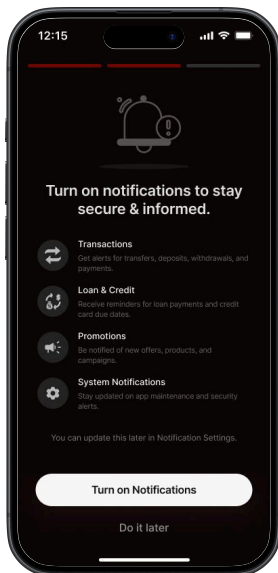 12:15
Turn on notifications to stay
secure & informed.
Transactions
Get alerts for transfers, deposits, withdrawals, and
payments.
Loan & Credit
Receive reminders for loan payments and credit
card due dates.
Promotions
Be notified of new offers, products, and
campaigns.
System Notifications
Stay updated on app maintenance and security
alerts.
You can update this later in Notification Settings.
Turn on Notifications
Do it later